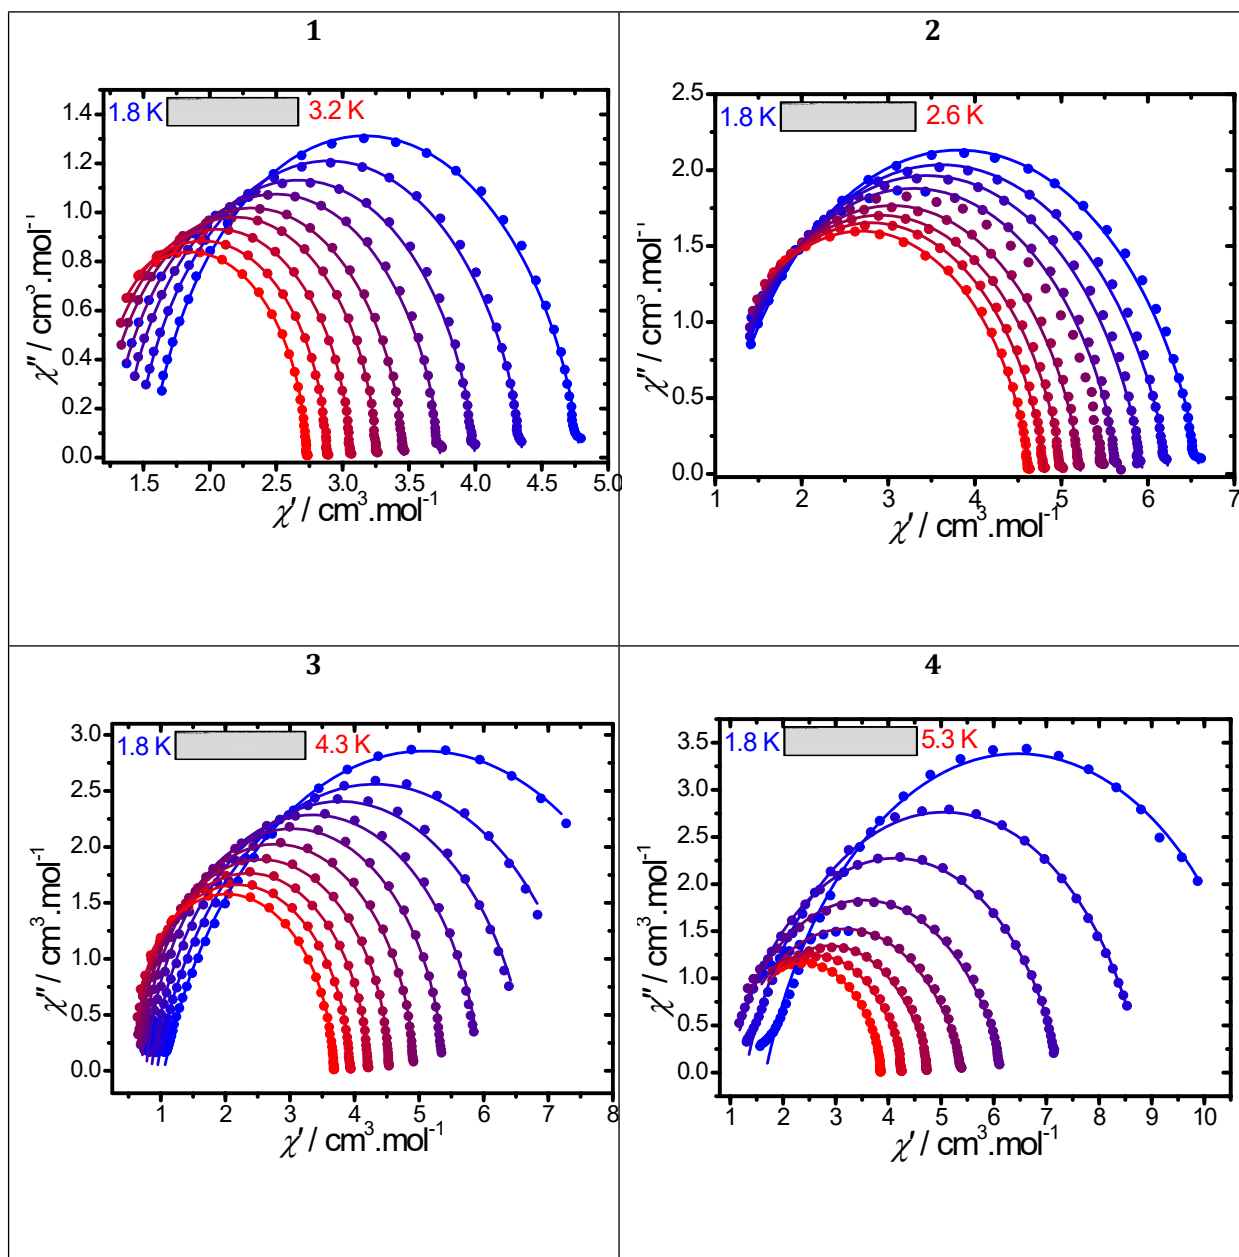 1
1.8 K 3.2 K
1.4
1.2
1.0
0.8
0.6
0.4
0.2
0.0
χ'' / cm³.mol⁻¹
1.5 2.0 2.5 3.0 3.5 4.0 4.5 5.0
χ' / cm³.mol⁻¹
2
1.8 K 2.6 K
2.5
2.0
1.5
1.0
0.5
0.0
χ'' / cm³.mol⁻¹
1 2 3 4 5 6 7
χ' / cm³.mol⁻¹
3
1.8 K 4.3 K
3.0
2.5
2.0
1.5
1.0
0.5
0.0
χ'' / cm³.mol⁻¹
1 2 3 4 5 6 7 8
χ' / cm³.mol⁻¹
4
1.8 K 5.3 K
3.5
3.0
2.5
2.0
1.5
1.0
0.5
0.0
χ'' / cm³.mol⁻¹
1 2 3 4 5 6 7 8 9 10
χ' / cm³.mol⁻¹